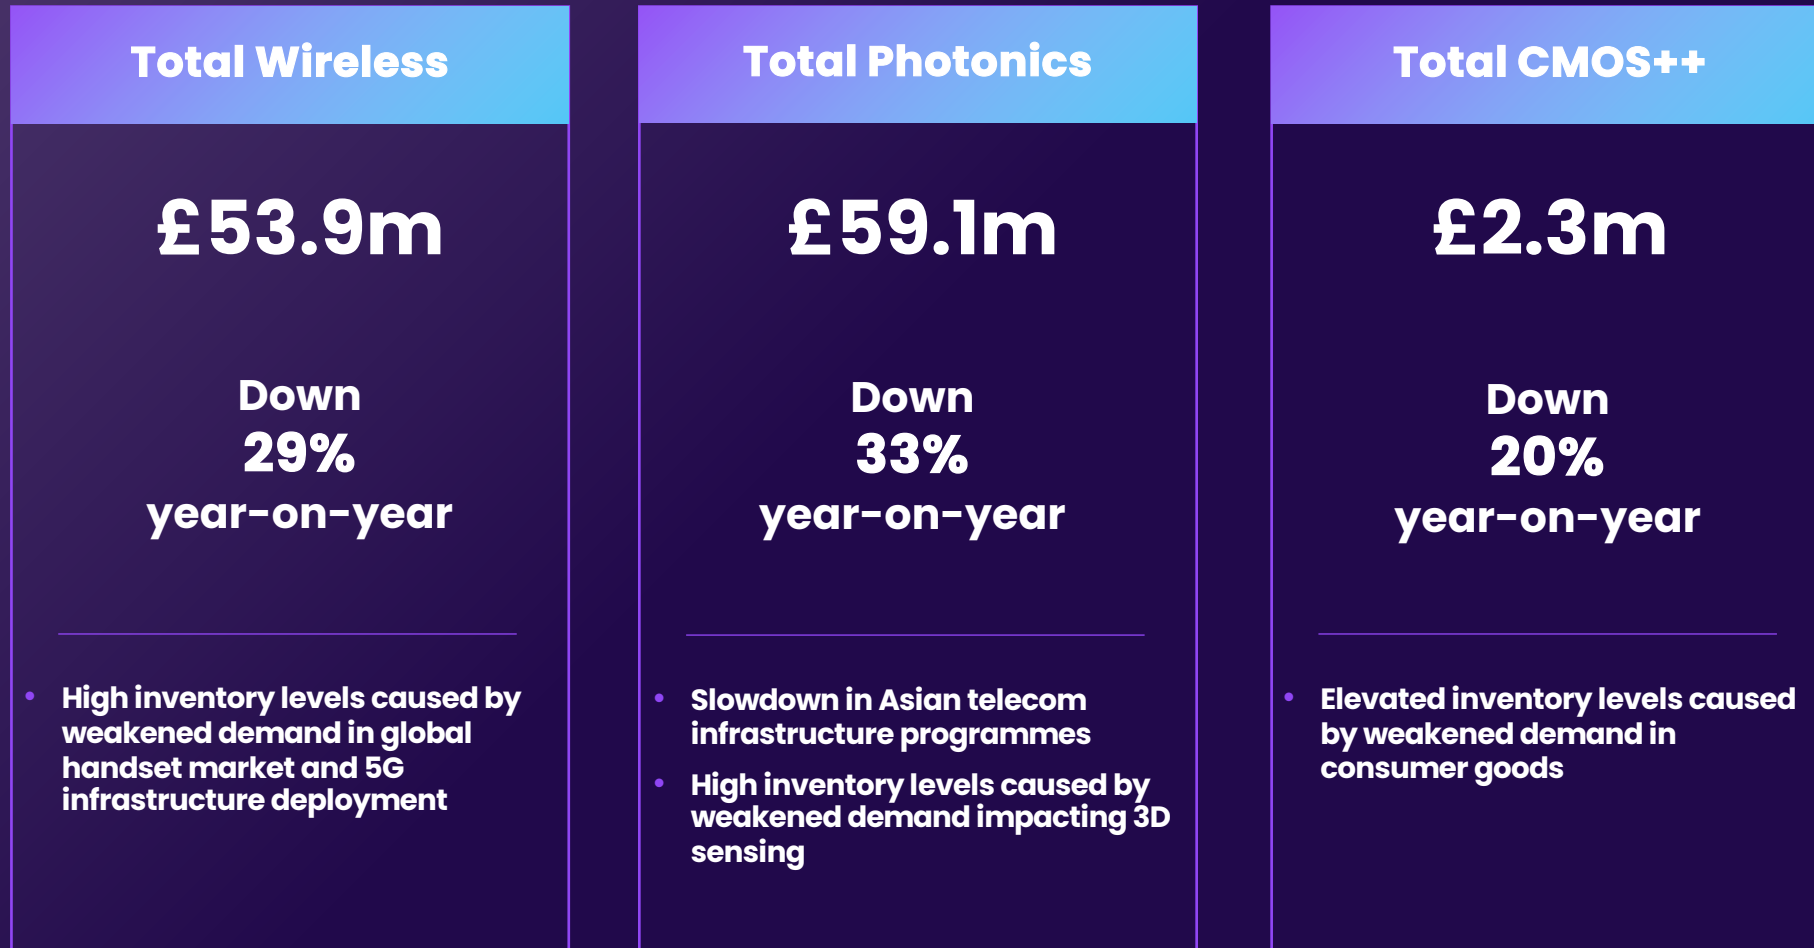 Total Wireless
£53.9m
Down
29%
year-on-year
• High inventory levels caused by
weakened demand in global
handset market and 5G
infrastructure deployment
Total Photonics
£59.1m
Down
33%
year-on-year
• Slowdown in Asian telecom
infrastructure programmes
• High inventory levels caused by
weakened demand impacting 3D
sensing
Total CMOS++
£2.3m
Down
20%
year-on-year
• Elevated inventory levels caused
by weakened demand in
consumer goods